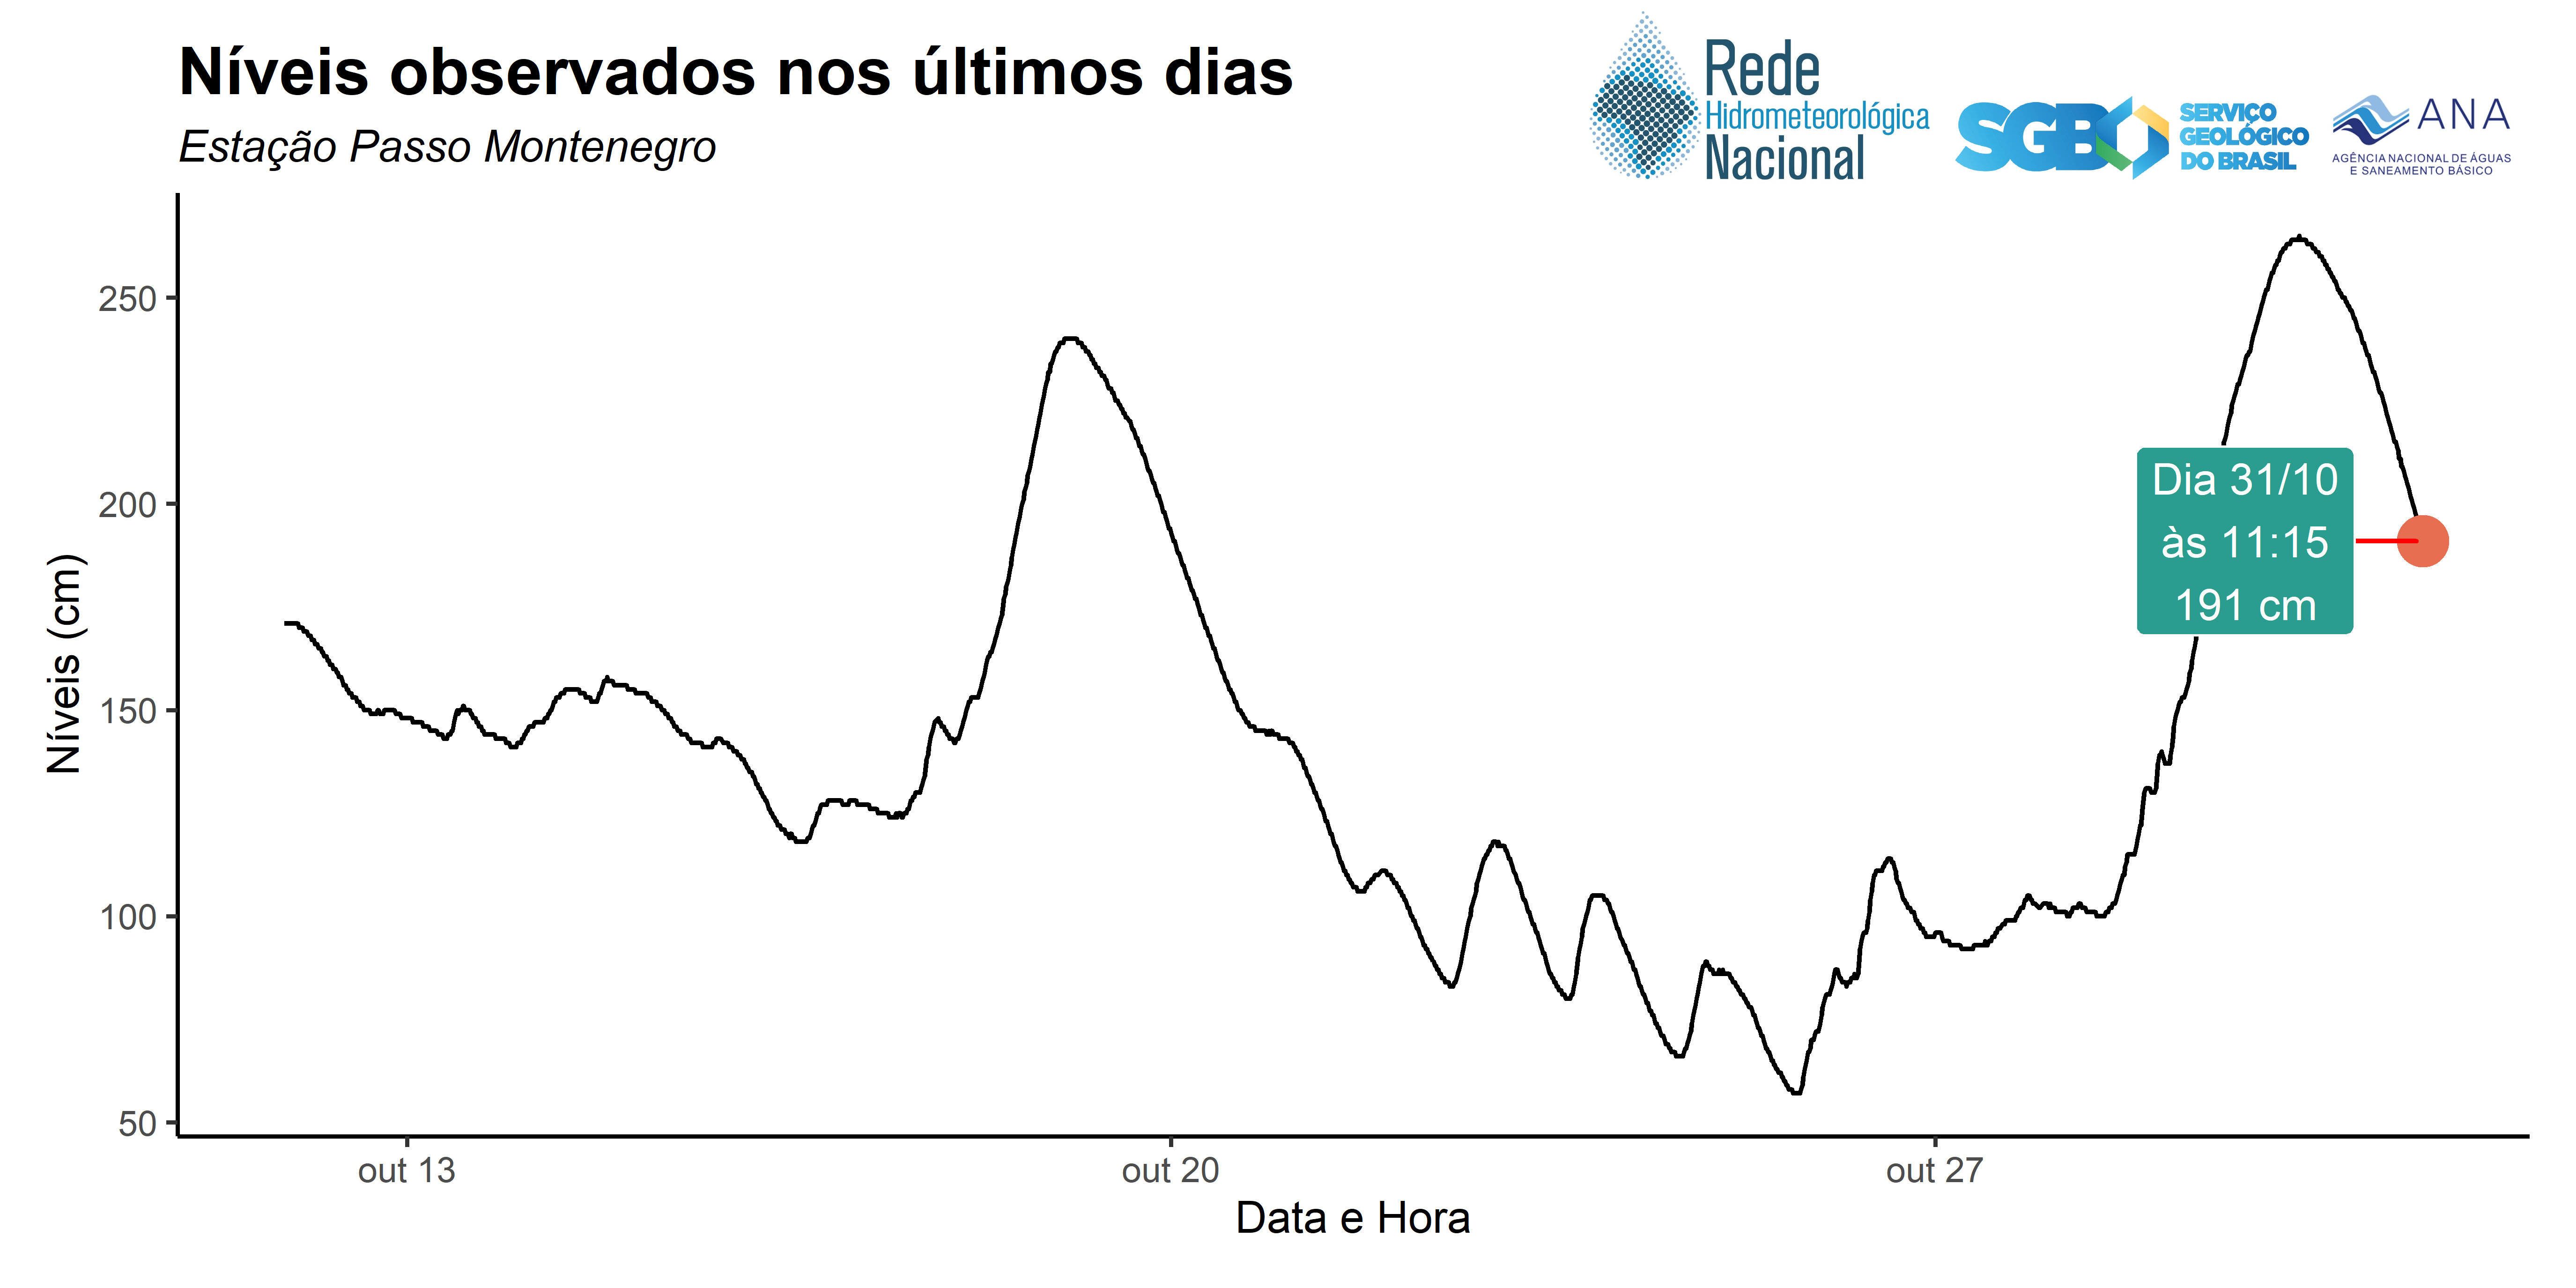 Níveis observados nos últimos dias
Estação Passo Montenegro
Rede
Hidrometeorológica
Nacional
SGB
SERVIÇO
GEOLÓGICO
DO BRASIL
ANA
AGÊNCIA NACIONAL DE ÁGUAS
E SANEAMENTO BÁSICO
Níveis (cm)
250
200
150
100
50
Dia 31/10
às 11:15
191 cm
out 13
out 20
out 27
Data e Hora